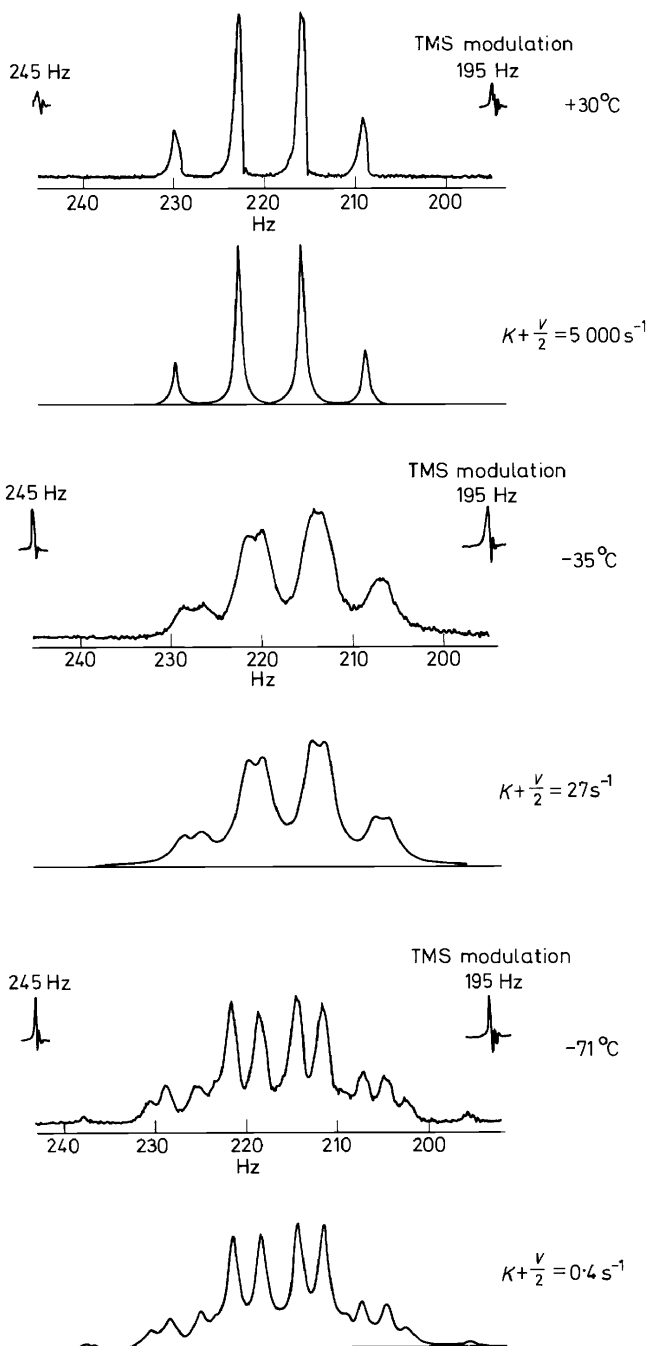 TMS modulation
245 Hz
195 Hz
+30°C
240 230 220 210 200
Hz
K + v/2 = 5 000 s⁻¹
TMS modulation
245 Hz
195 Hz
-35°C
240 230 220 210 200
Hz
K + v/2 = 27 s⁻¹
TMS modulation
245 Hz
195 Hz
-71°C
240 230 220 210 200
Hz
K + v/2 = 0·4 s⁻¹